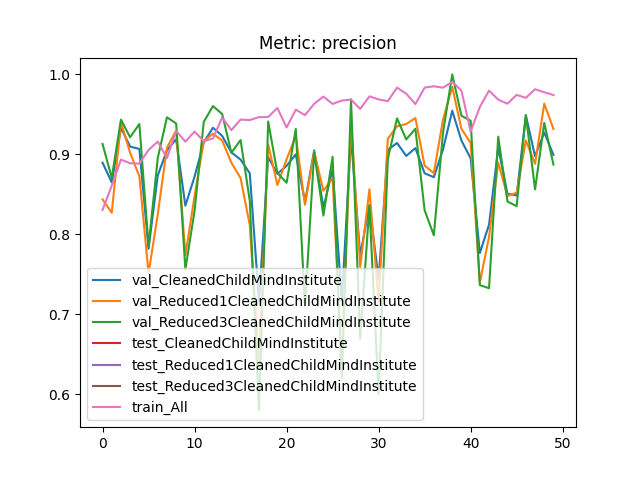 Metric: precision
1.0
0.9
0.8
0.7
0.6
val_CleanedChildMindInstitute
val_Reduced1CleanedChildMindInstitute
val_Reduced3CleanedChildMindInstitute
test_CleanedChildMindInstitute
test_Reduced1CleanedChildMindInstitute
test_Reduced3CleanedChildMindInstitute
train_All
0 10 20 30 40 50